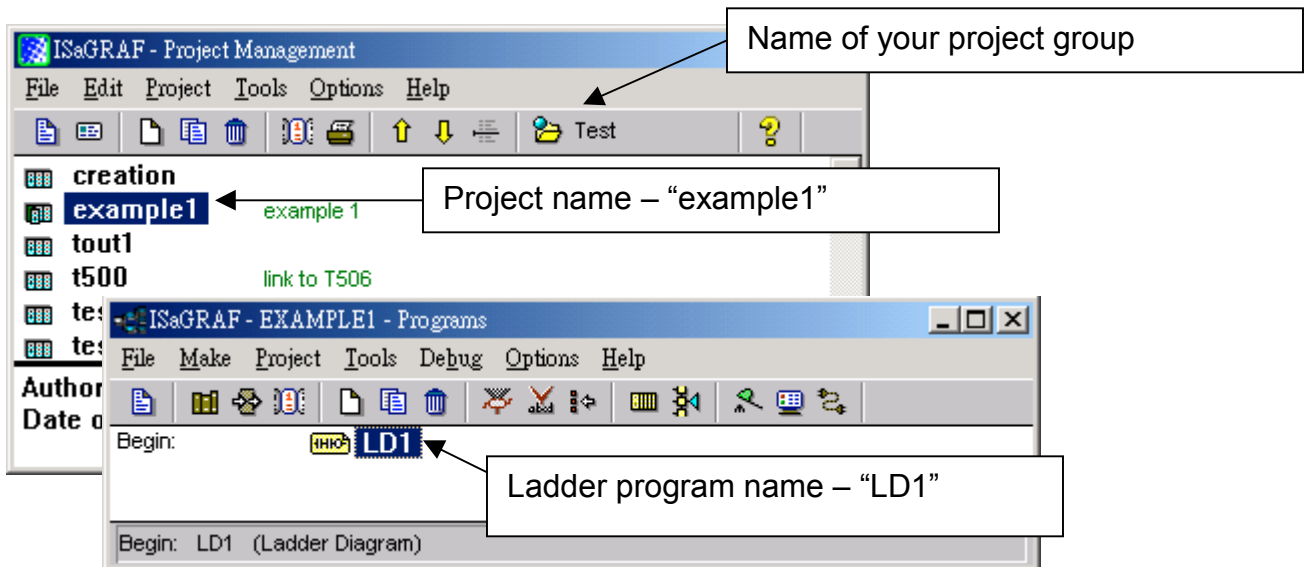 Name of your project group
ISaGRAF - Project Management
File Edit Project Tools Options Help
Test
creation
example1 example 1
Project name – “example1”
tout1
t500 link to T506
ISaGRAF - EXAMPLE1 - Programs
File Make Project Tools Debug Options Help
Begin: LD1
Ladder program name – “LD1”
Begin: LD1 (Ladder Diagram)